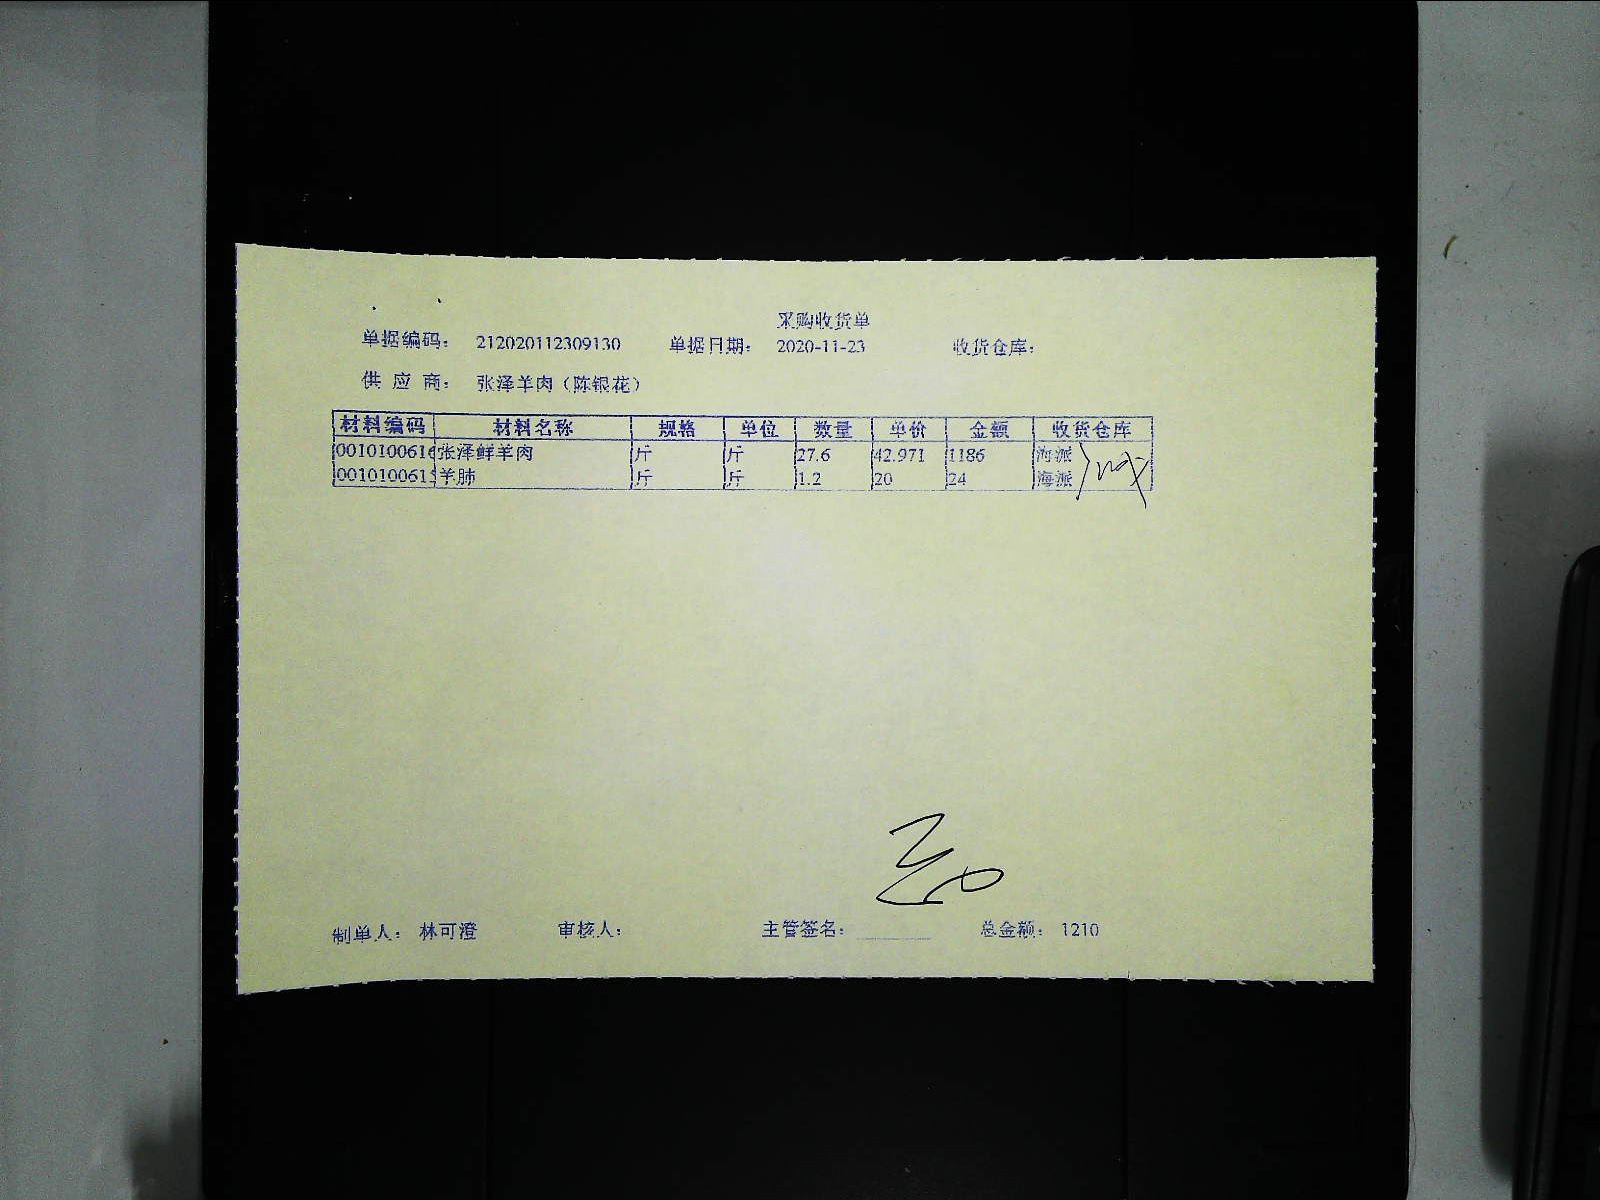 采购收货单
单据编码： 212020112309130 单据日期： 2020-11-23 收货仓库：
供 应 商： 张泽羊肉（陈银花）
材料编码 材料名称 规格 单位 数量 单价 金额 收货仓库
0010100616 张泽鲜羊肉 斤 斤 27.6 42.971 1186 海派
001010061 羊肺 斤 斤 1.2 20 24 海派
制单人： 林可澄 审核人： 主管签名： 总金额： 1210